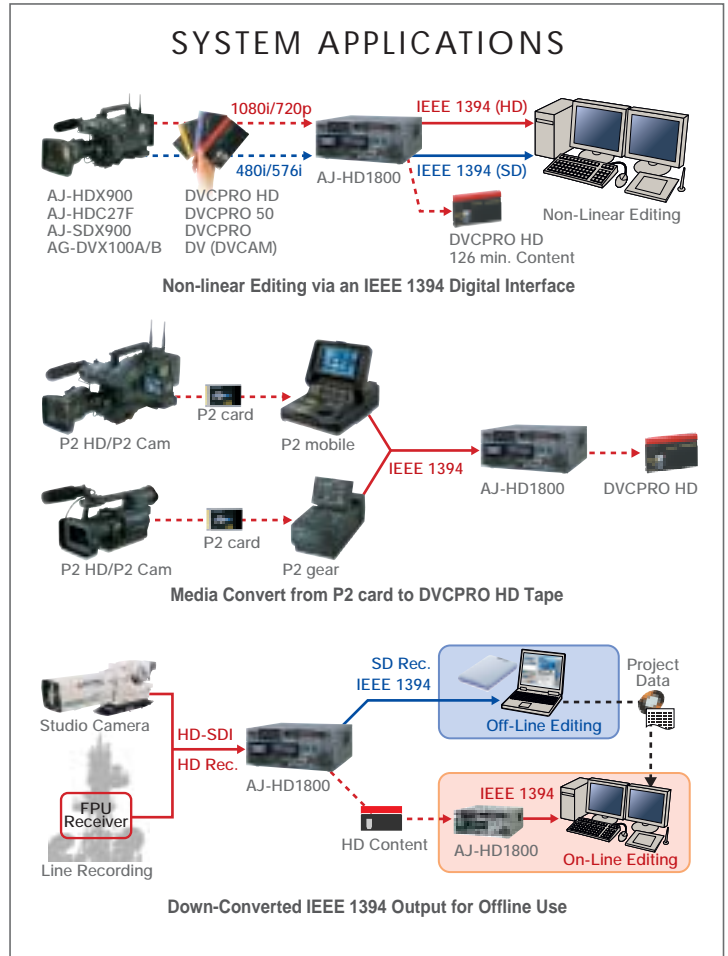 SYSTEM APPLICATIONS
1080i/720p
IEEE 1394 (HD)
480i/576i
IEEE 1394 (SD)
AJ-HD1800
AJ-HDX900
AJ-HDC27F
AJ-SDX900
AG-DVX100A/B
DVCPRO HD
DVCPRO 50
DVCPRO
DV (DVCAM)
DVCPRO HD
126 min. Content
Non-Linear Editing
Non-linear Editing via an IEEE 1394 Digital Interface
P2 card
P2 HD/P2 Cam
P2 mobile
IEEE 1394
AJ-HD1800
DVCPRO HD
P2 card
P2 HD/P2 Cam
P2 gear
Media Convert from P2 card to DVCPRO HD Tape
Studio Camera
HD-SDI
HD Rec.
AJ-HD1800
FPU
Receiver
Line Recording
SD Rec.
IEEE 1394
Off-Line Editing
Project
Data
HD Content
IEEE 1394
AJ-HD1800
On-Line Editing
Down-Converted IEEE 1394 Output for Offline Use